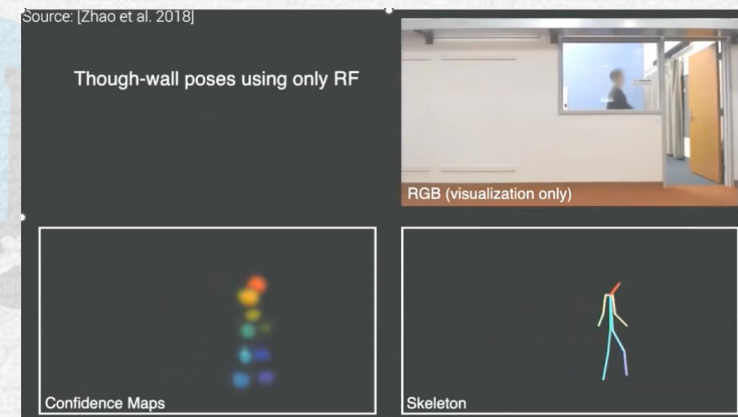 Source: [Zhao et al. 2018]
Though-wall poses using only RF
RGB (visualization only)
Confidence Maps
Skeleton